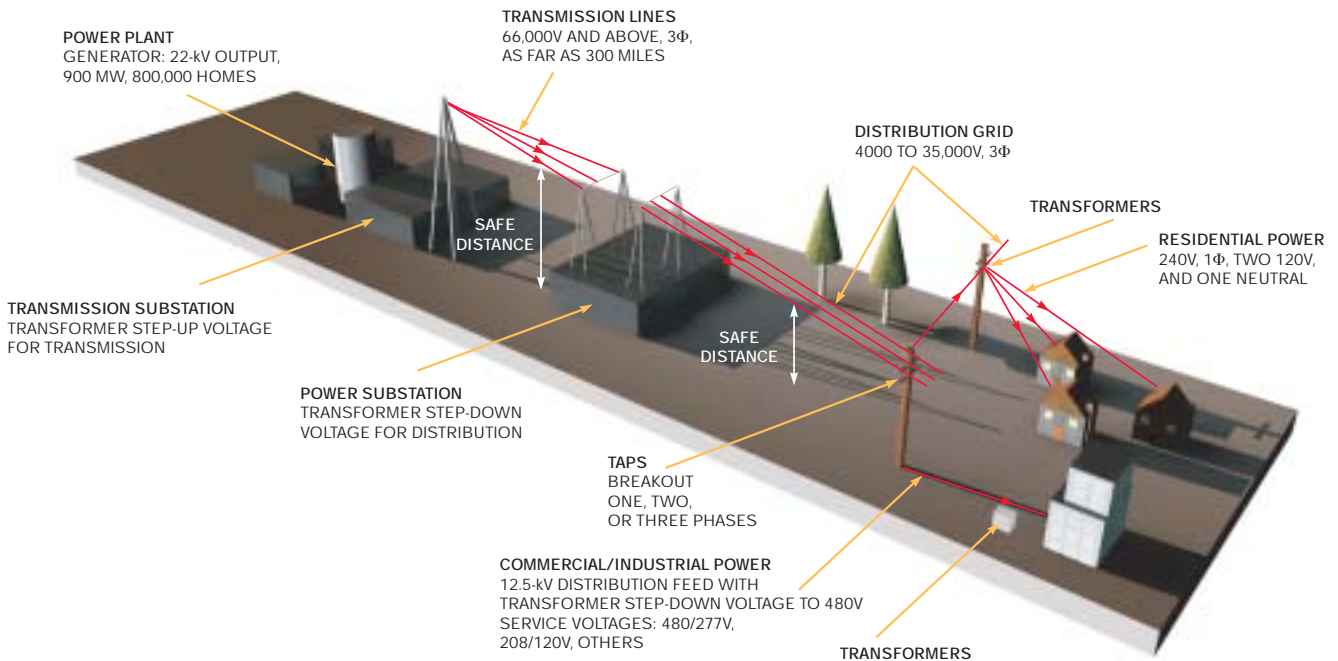 TRANSMISSION LINES
66,000V AND ABOVE, 3Φ,
AS FAR AS 300 MILES
POWER PLANT
GENERATOR: 22-kV OUTPUT,
900 MW, 800,000 HOMES
DISTRIBUTION GRID
4000 TO 35,000V, 3Φ
TRANSFORMERS
RESIDENTIAL POWER
240V, 1Φ, TWO 120V,
AND ONE NEUTRAL
SAFE
DISTANCE
TRANSMISSION SUBSTATION
TRANSFORMER STEP-UP VOLTAGE
FOR TRANSMISSION
SAFE
DISTANCE
POWER SUBSTATION
TRANSFORMER STEP-DOWN
VOLTAGE FOR DISTRIBUTION
TAPS
BREAKOUT
ONE, TWO,
OR THREE PHASES
COMMERCIAL/INDUSTRIAL POWER
12.5-kV DISTRIBUTION FEED WITH
TRANSFORMER STEP-DOWN VOLTAGE TO 480V
SERVICE VOLTAGES: 480/277V,
208/120V, OTHERS
TRANSFORMERS